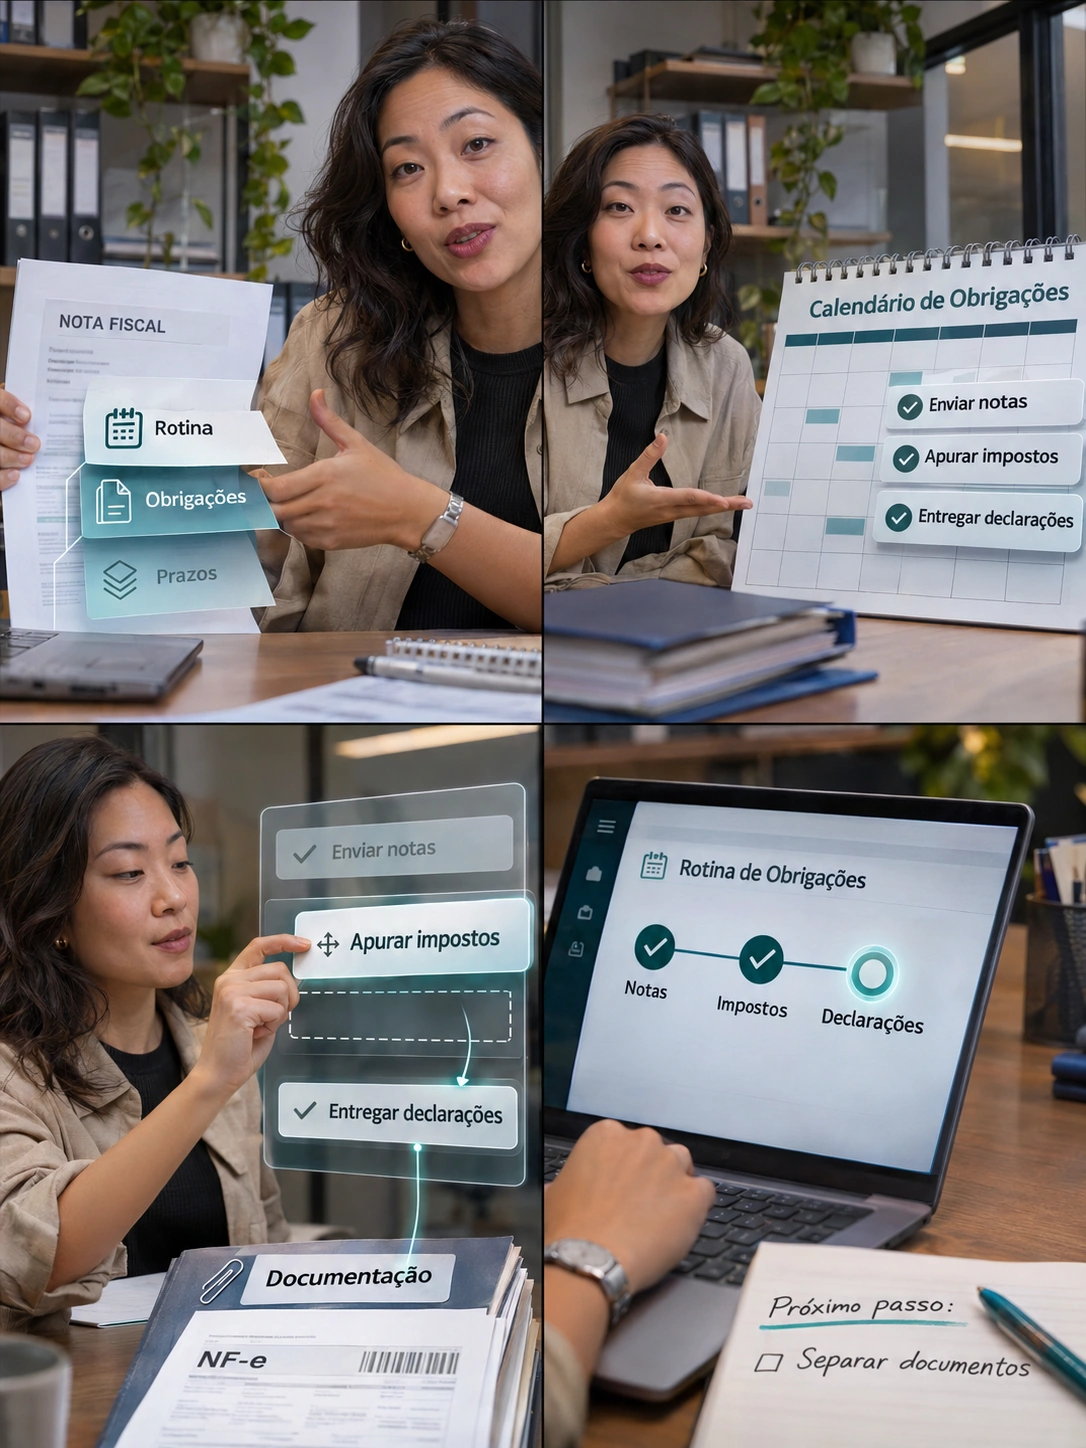 NOTA FISCAL
Rotina
Obrigações
Prazos
Calendário de Obrigações
Enviar notas
Apurar impostos
Entregar declarações
Enviar notas
Apurar impostos
Entregar declarações
Documentação
NF-e
Rotina de Obrigações
Notas
Impostos
Declarações
Próximo passo:
Separar documentos